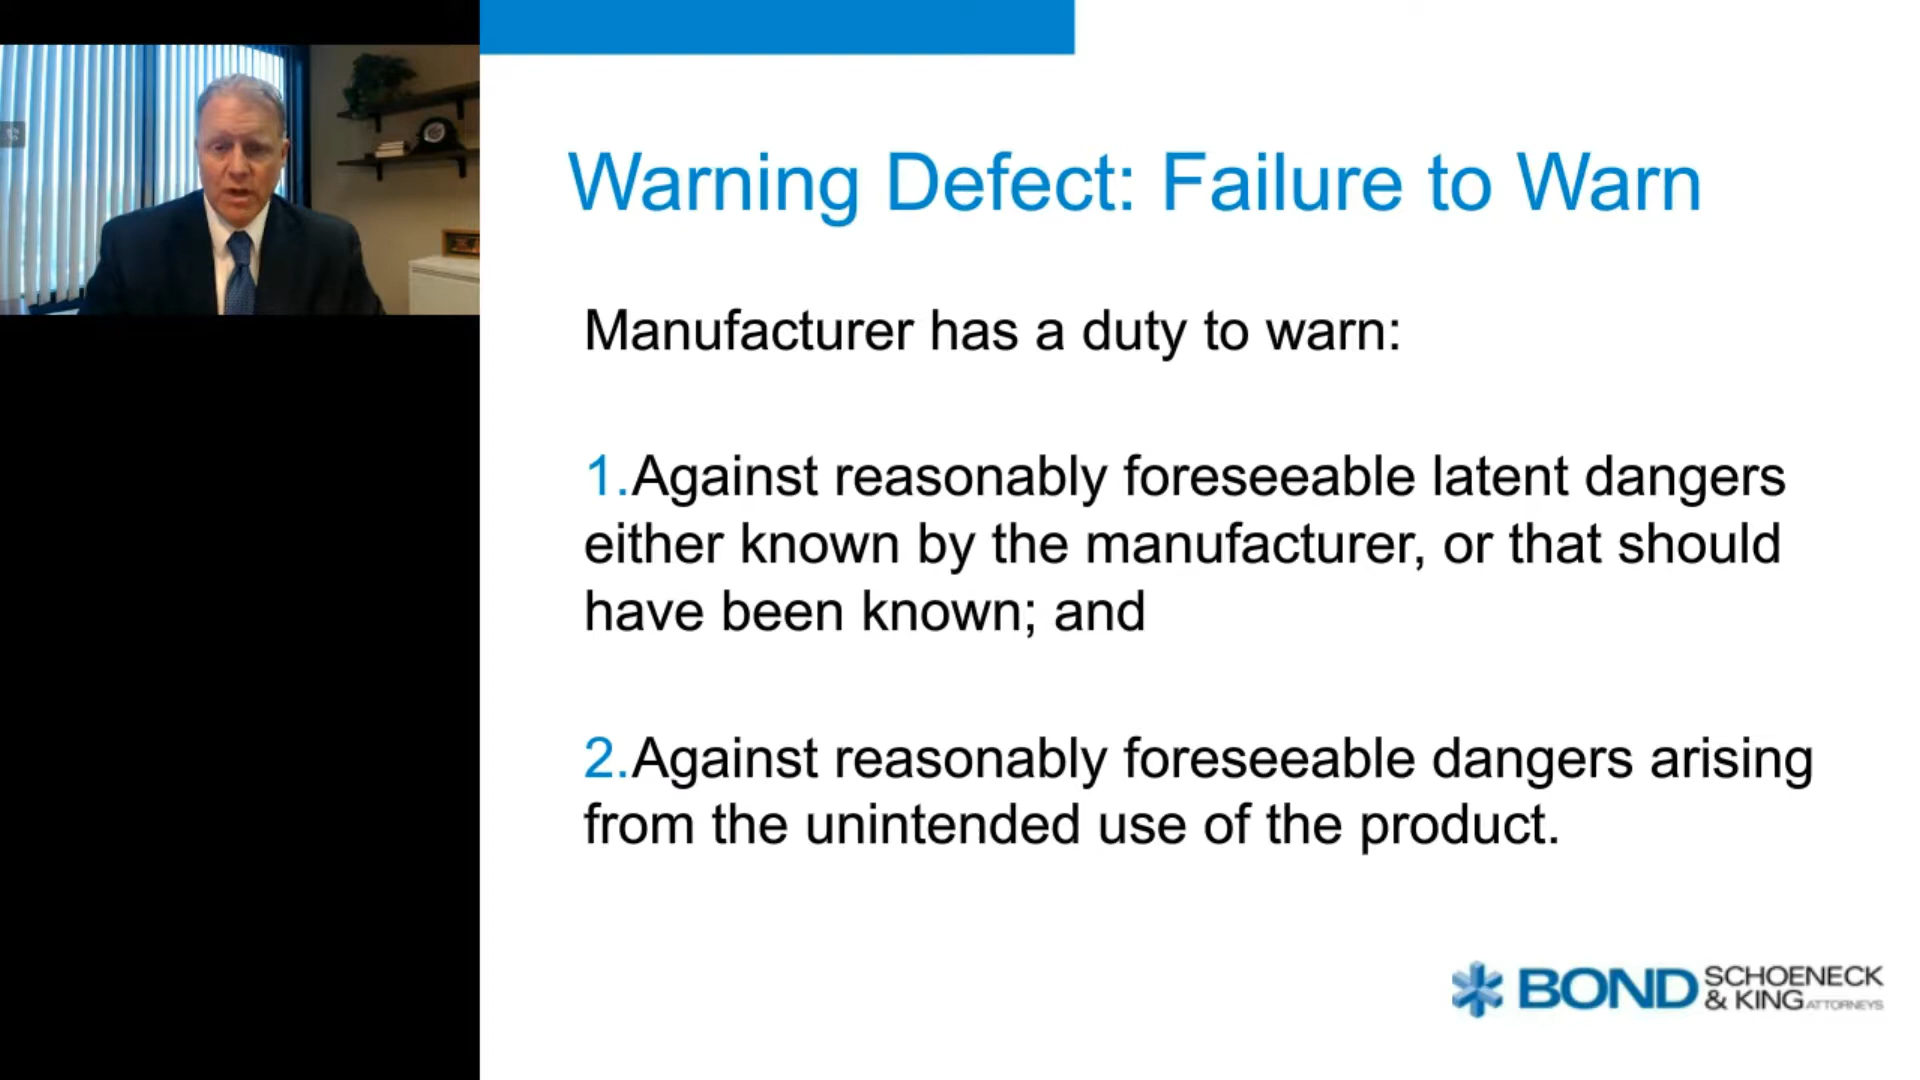 Warning Defect: Failure to Warn
Manufacturer has a duty to warn:
1.Against reasonably foreseeable latent dangers
either known by the manufacturer, or that should
have been known; and
2.Against reasonably foreseeable dangers arising
from the unintended use of the product.
BOND SCHOENECK
& KING ATTORNEYS